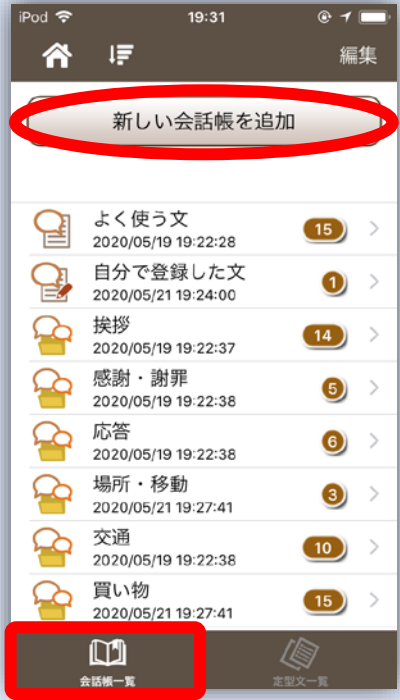 iPod 19:31
編集
新しい会話帳を追加
よく使う文
2020/05/19 19:22:28
15
自分で登録した文
2020/05/21 19:24:00
1
挨拶
2020/05/19 19:22:37
14
感謝・謝罪
2020/05/19 19:22:38
5
応答
2020/05/19 19:22:38
6
場所・移動
2020/05/21 19:27:41
3
交通
2020/05/19 19:22:38
10
買い物
2020/05/21 19:27:41
15
会話帳一覧
定型文一覧